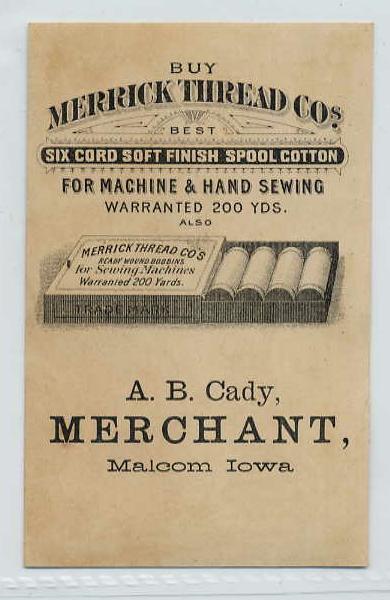 BUY
MERRICK THREAD COS.
BEST
SIX CORD SOFT FINISH SPOOL COTTON
FOR MACHINE & HAND SEWING
WARRANTED 200 YDS.
ALSO
MERRICK THREAD CO'S
READY WOUND BOBBINS
for Sewing Machines
Warranted 200 Yards.
TRADE MARK
A. B. Cady,
MERCHANT,
Malcom Iowa